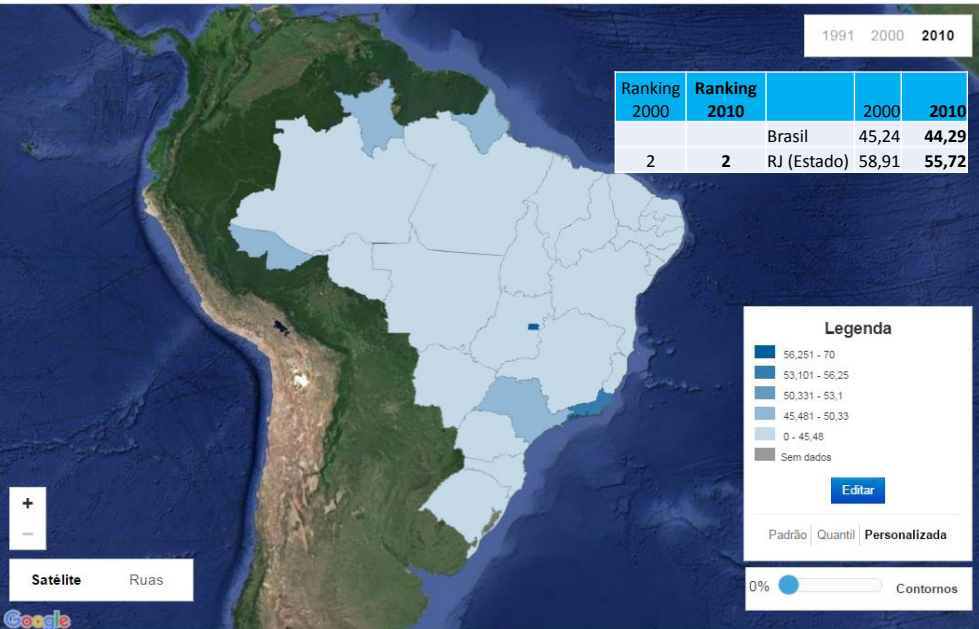 1991 2000 2010
Ranking 2000 Ranking 2010 2000 2010
Brasil 45,24 44,29
2 2 RJ (Estado) 58,91 55,72
Legenda
56,251 - 70
53,101 - 56,25
50,331 - 53,1
45,481 - 50,33
0 - 45,48
Sem dados
Editar
Padrão Quantil Personalizada
0% Contornos
+
−
Satélite Ruas
Google